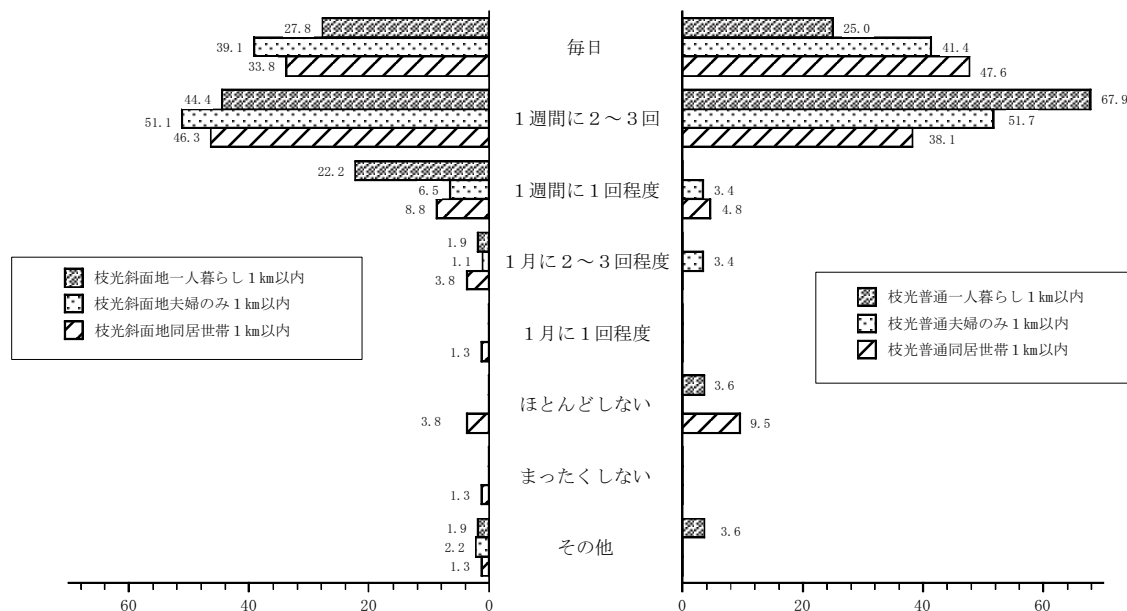 27.8
毎日
25.0
39.1
41.4
33.8
47.6
44.4
67.9
51.1
1週間に2～3回
51.7
46.3
38.1
22.2
6.5
1週間に1回程度
3.4
8.8
4.8
1.9
1.1
1月に2～3回程度
3.4
3.8
枝光斜面地一人暮らし1㎞以内
枝光斜面地夫婦のみ1㎞以内
枝光斜面地同居世帯1㎞以内
枝光普通一人暮らし1㎞以内
枝光普通夫婦のみ1㎞以内
枝光普通同居世帯1㎞以内
1月に1回程度
1.3
3.6
ほとんどしない
3.8
9.5
まったくしない
1.3
1.9
3.6
2.2
その他
1.3
60 40 20 0
0 20 40 60